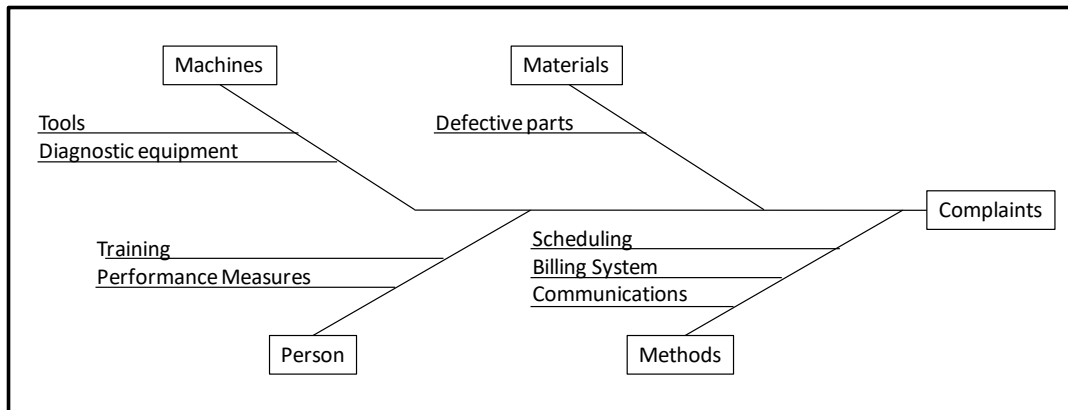 Machines
Materials
Tools
Defective parts
Diagnostic equipment
Complaints
Training
Scheduling
Performance Measures
Billing System
Communications
Person
Methods